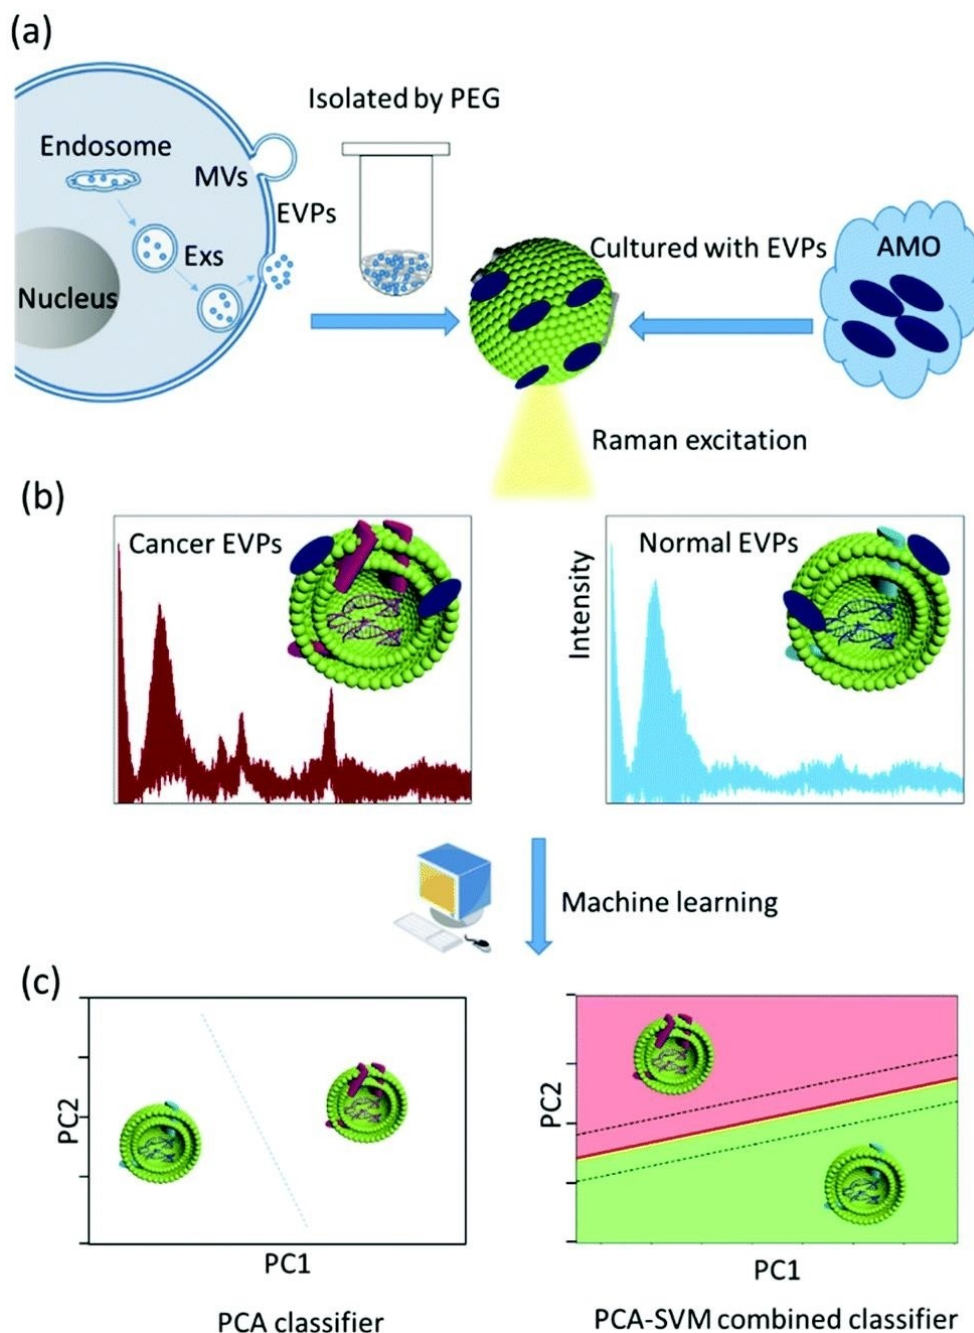 (a)
Isolated by PEG
Endosome
MVs
EVPs
Exs
Nucleus
Cultured with EVPs
AMO
Raman excitation
(b)
Cancer EVPs
Intensity
Normal EVPs
Machine learning
(c)
PC2
PC1
PCA classifier
PC2
PC1
PCA-SVM combined classifier